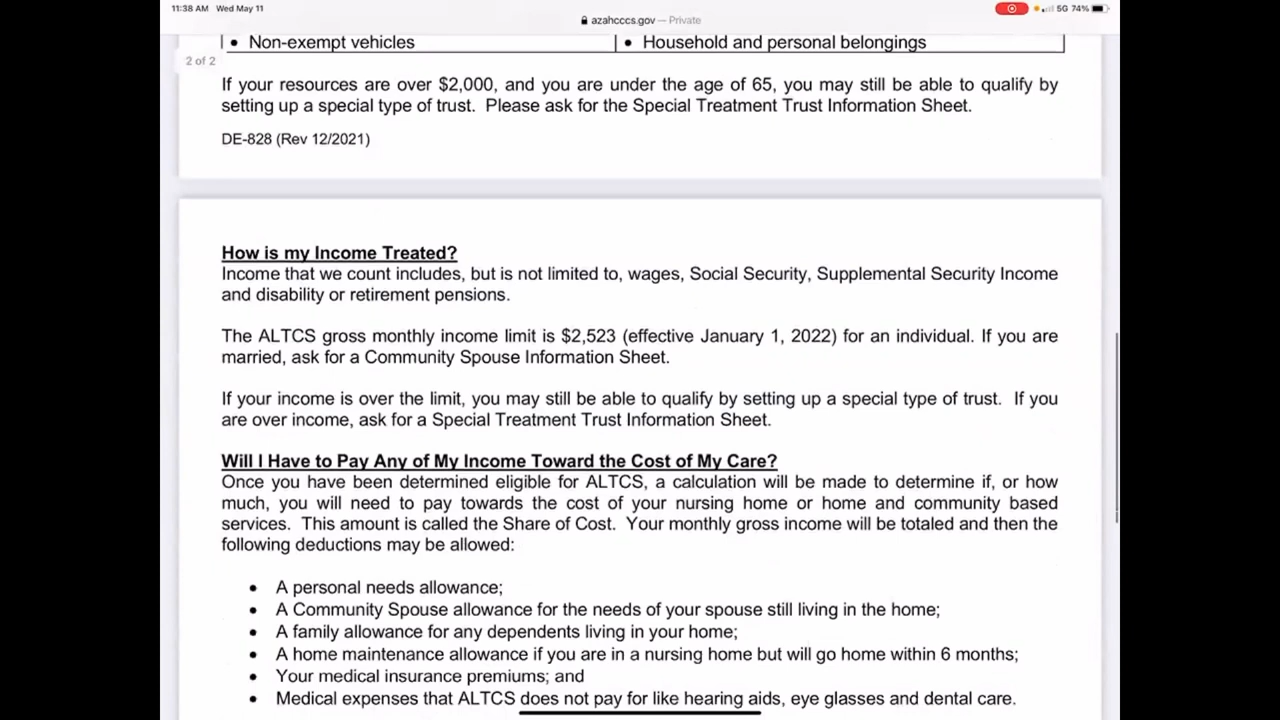 11:38 AM Wed May 11
5G 74%
azahcccs.gov — Private
• Non-exempt vehicles • Household and personal belongings
2 of 2
If your resources are over $2,000, and you are under the age of 65, you may still be able to qualify by
setting up a special type of trust. Please ask for the Special Treatment Trust Information Sheet.
DE-828 (Rev 12/2021)
How is my Income Treated?
Income that we count includes, but is not limited to, wages, Social Security, Supplemental Security Income
and disability or retirement pensions.
The ALTCS gross monthly income limit is $2,523 (effective January 1, 2022) for an individual. If you are
married, ask for a Community Spouse Information Sheet.
If your income is over the limit, you may still be able to qualify by setting up a special type of trust. If you
are over income, ask for a Special Treatment Trust Information Sheet.
Will I Have to Pay Any of My Income Toward the Cost of My Care?
Once you have been determined eligible for ALTCS, a calculation will be made to determine if, or how
much, you will need to pay towards the cost of your nursing home or home and community based
services. This amount is called the Share of Cost. Your monthly gross income will be totaled and then the
following deductions may be allowed:
• A personal needs allowance;
• A Community Spouse allowance for the needs of your spouse still living in the home;
• A family allowance for any dependents living in your home;
• A home maintenance allowance if you are in a nursing home but will go home within 6 months;
• Your medical insurance premiums; and
• Medical expenses that ALTCS does not pay for like hearing aids, eye glasses and dental care.